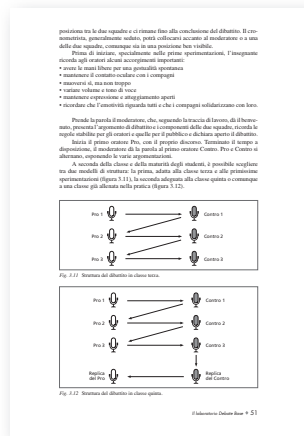 posiziona tra le due squadre e ci rimane fino alla conclusione del dibattito. Il cro-
nometrista, generalmente seduto, potrà collocarsi accanto al moderatore o a una
delle due squadre, comunque sia in una posizione ben visibile.
Prima di iniziare, specialmente nelle prime sperimentazioni, l'insegnante
ricorda agli oratori alcuni accorgimenti importanti:
• avere le mani libere per una gestualità spontanea
• mantenere il contatto oculare con i compagni
• muoversi sì, ma non troppo
• variare volume e tono di voce
• mantenere espressione e atteggiamento aperti
• ricordare che l'emotività riguarda tutti e che i compagni solidarizzano con loro.
Prende la parola il moderatore, che, seguendo la traccia di lavoro, dà il benve-
nuto, presenta l'argomento di dibattito e i componenti delle due squadre, ricorda le
regole stabilite per gli oratori e quelle per il pubblico e dichiara aperto il dibattito.
Inizia il primo oratore Pro, con il proprio discorso. Terminato il tempo a
disposizione, il moderatore dà la parola al primo oratore Contro. Pro e Contro si
alternano, esponendo le varie argomentazioni.
A seconda della classe e della maturità degli studenti, è possibile scegliere
tra due modelli di struttura: la prima, adatta alla classe terza e alle primissime
sperimentazioni (figura 3.11), la seconda adeguata alla classe quinta o comunque
a una classe già allenata nella pratica (figura 3.12).
Pro 1 Contro 1
Pro 2 Contro 2
Pro 3 Contro 3
Fig. 3.11 Struttura del dibattito in classe terza.
Pro 1 Contro 1
Pro 2 Contro 2
Pro 3 Contro 3
Replica Replica
del Pro del Contro
Fig. 3.12 Struttura del dibattito in classe quinta.
Il laboratorio Debate Base • 51